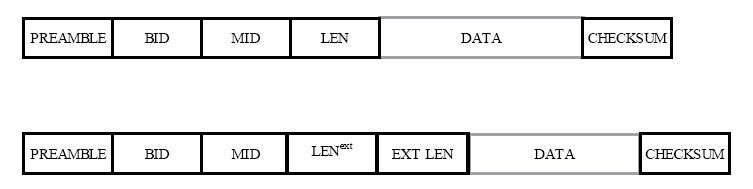 PREAMBLE BID MID LEN DATA CHECKSUM
PREAMBLE BID MID LENext EXT LEN DATA CHECKSUM